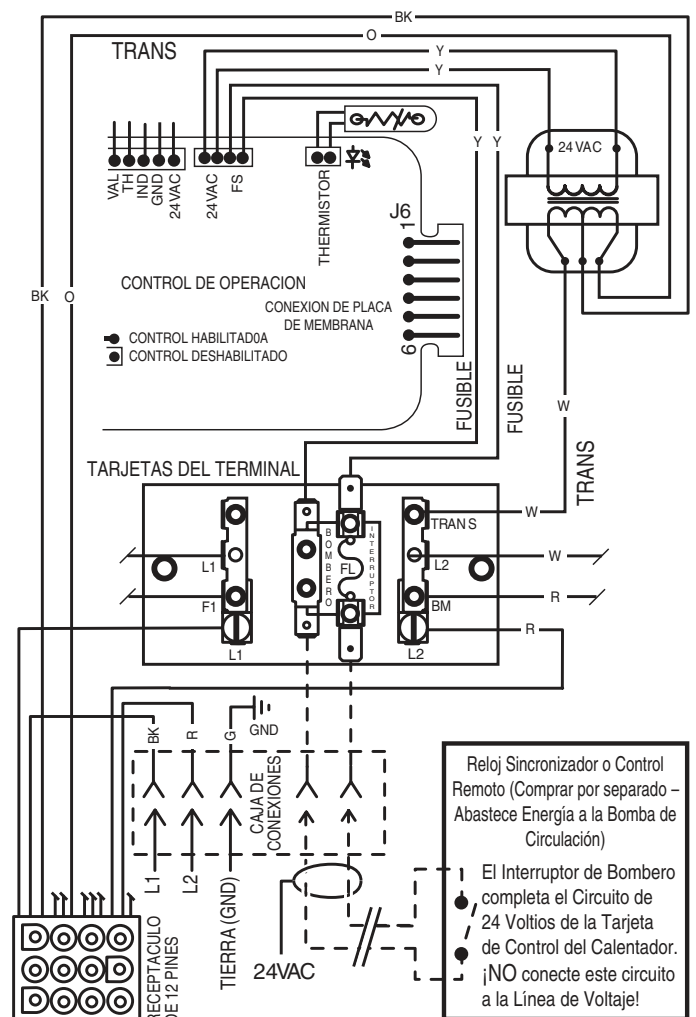 BK
O
TRANS
Y
Y
Y
Y
24VAC
VAL
TH
IND
GND
24VAC
24VAC
FS
THERMISTOR
J6
1
6
CONTROL DE OPERACION
CONEXION DE PLACA
DE MEMBRANA
BK
O
CONTROL HABILITAD0A
CONTROL DESHABILITADO
FUSIBLE
FUSIBLE
W
TRANS
TARJETAS DEL TERMINAL
TRANS
W
L1
BOMBERO
FL
INTERRUPTOR
L2
W
F1
BM
R
L1
L2
R
BK
R
G
GND
CAJA DE
CONEXIONES
L1
L2
TIERRA (GND)
24VAC
RECEPTACULO
DE 12 PINES
Reloj Sincronizador o Control
Remoto (Comprar por separado –
Abastece Energía a la Bomba de
Circulación)
El Interruptor de Bombero
completa el Circuito de
24 Voltios de la Tarjeta
de Control del Calentador.
¡NO conecte este circuito
a la Línea de Voltaje!